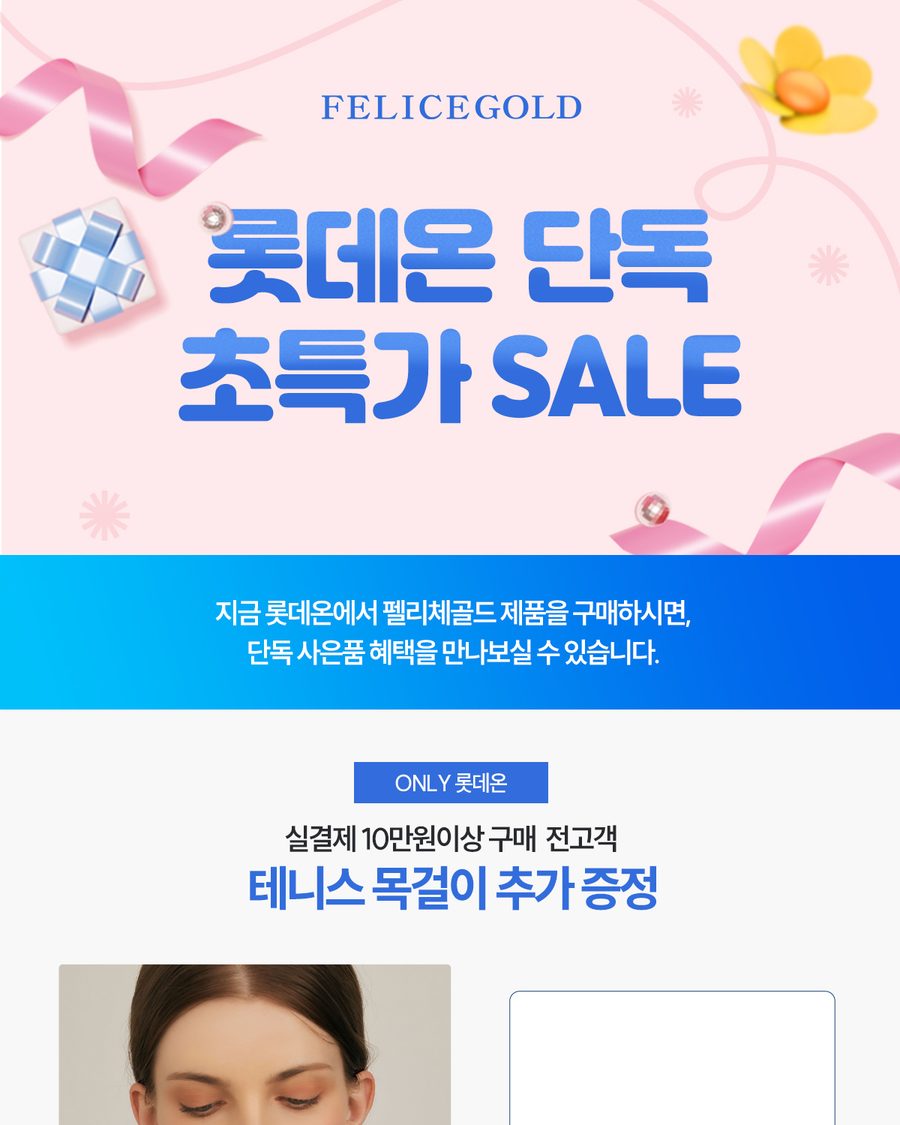 FELICEGOLD
롯데온 단독
초특가 SALE
지금 롯데온에서 펠리체골드 제품을 구매하시면,
단독 사은품 혜택을 만나보실 수 있습니다.
ONLY 롯데온
실결제 10만원이상 구매 전고객
테니스 목걸이 추가 증정